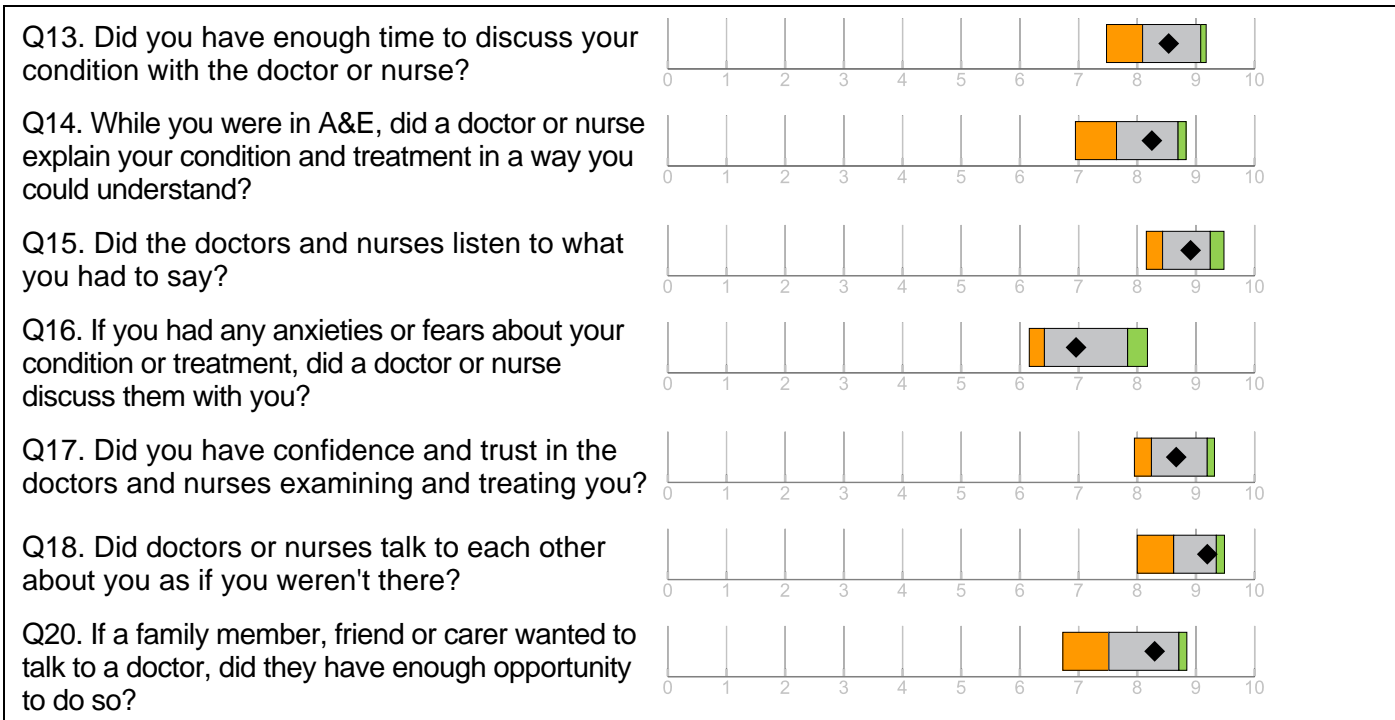 Q13. Did you have enough time to discuss your
condition with the doctor or nurse?
0 1 2 3 4 5 6 7 8 9 10
Q14. While you were in A&E, did a doctor or nurse
explain your condition and treatment in a way you
could understand?
0 1 2 3 4 5 6 7 8 9 10
Q15. Did the doctors and nurses listen to what
you had to say?
0 1 2 3 4 5 6 7 8 9 10
Q16. If you had any anxieties or fears about your
condition or treatment, did a doctor or nurse
discuss them with you?
0 1 2 3 4 5 6 7 8 9 10
Q17. Did you have confidence and trust in the
doctors and nurses examining and treating you?
0 1 2 3 4 5 6 7 8 9 10
Q18. Did doctors or nurses talk to each other
about you as if you weren't there?
0 1 2 3 4 5 6 7 8 9 10
Q20. If a family member, friend or carer wanted to
talk to a doctor, did they have enough opportunity
to do so?
0 1 2 3 4 5 6 7 8 9 10